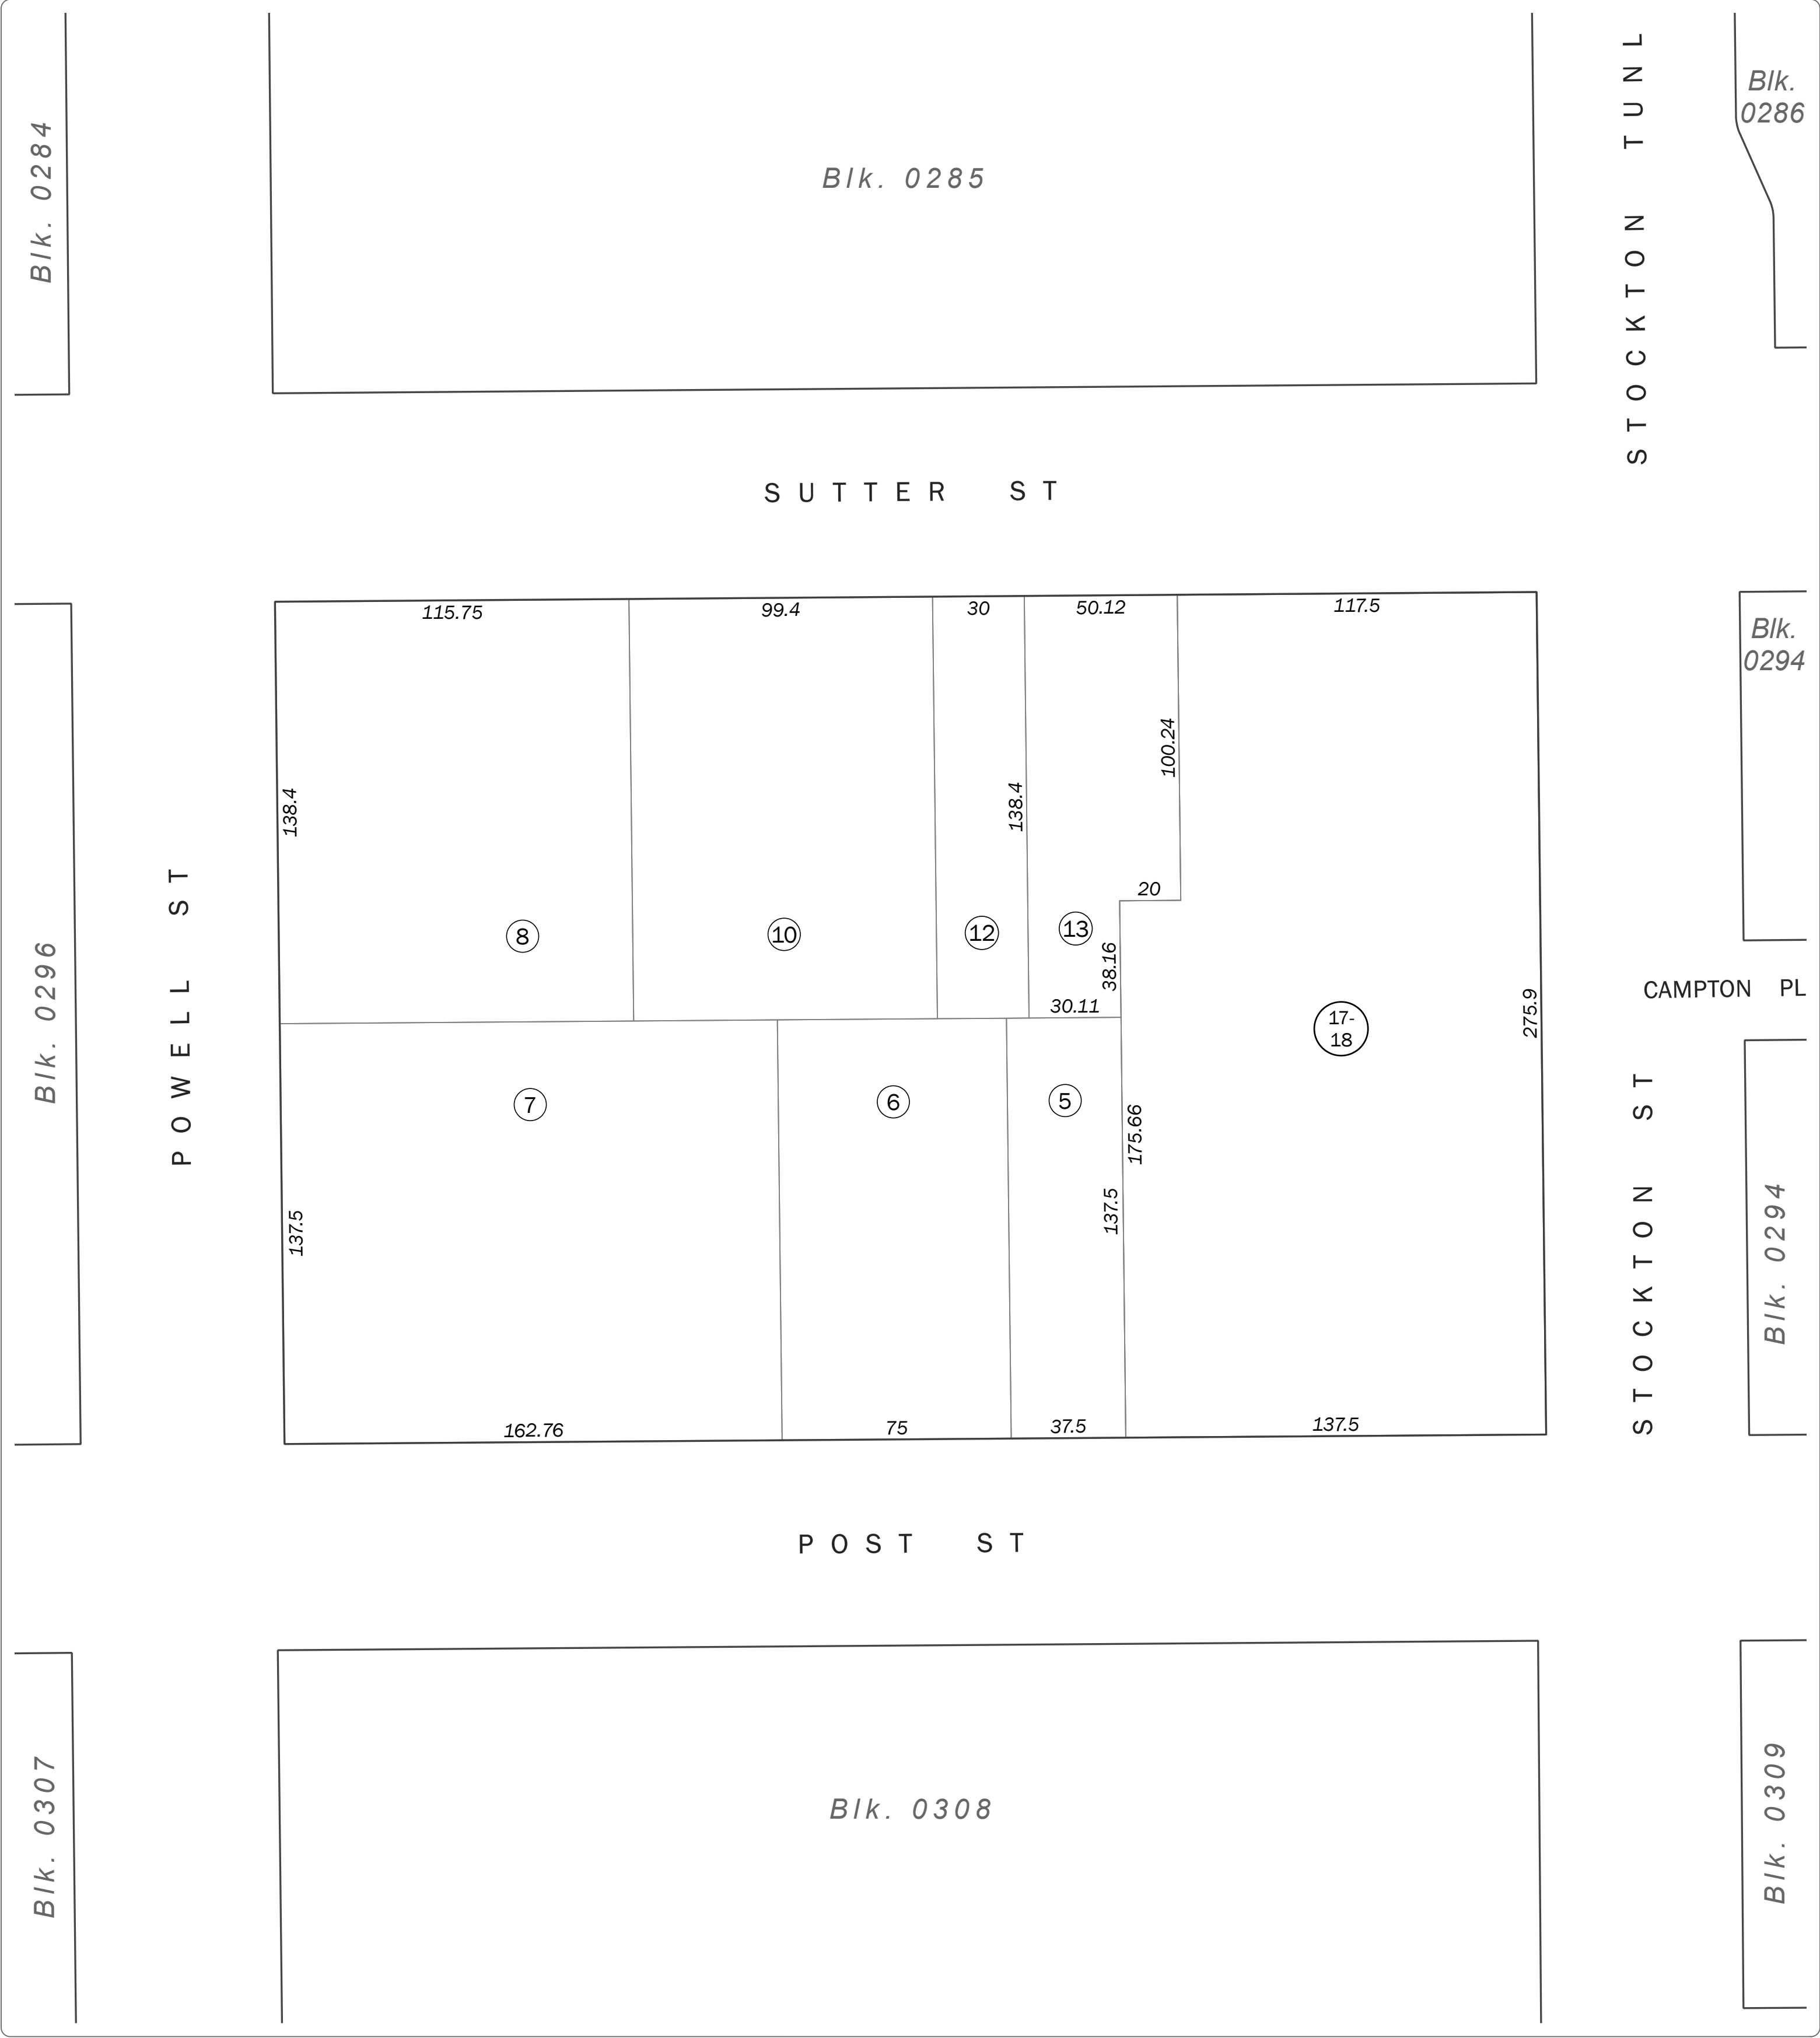 Blk. 0284
Blk. 0285
STOCKTON TUNL
Blk.
0286
SUTTER ST
115.75
99.4
30
50.12
117.5
Blk.
0294
138.4
138.4
100.24
20
8
10
12
13
38.16
30.11
17-
18
275.9
CAMPTON PL
Blk. 0296
POWELL ST
7
6
5
175.66
137.5
137.5
STOCKTON ST
Blk. 0294
162.76
75
37.5
137.5
POST ST
Blk. 0307
Blk. 0308
Blk. 0309